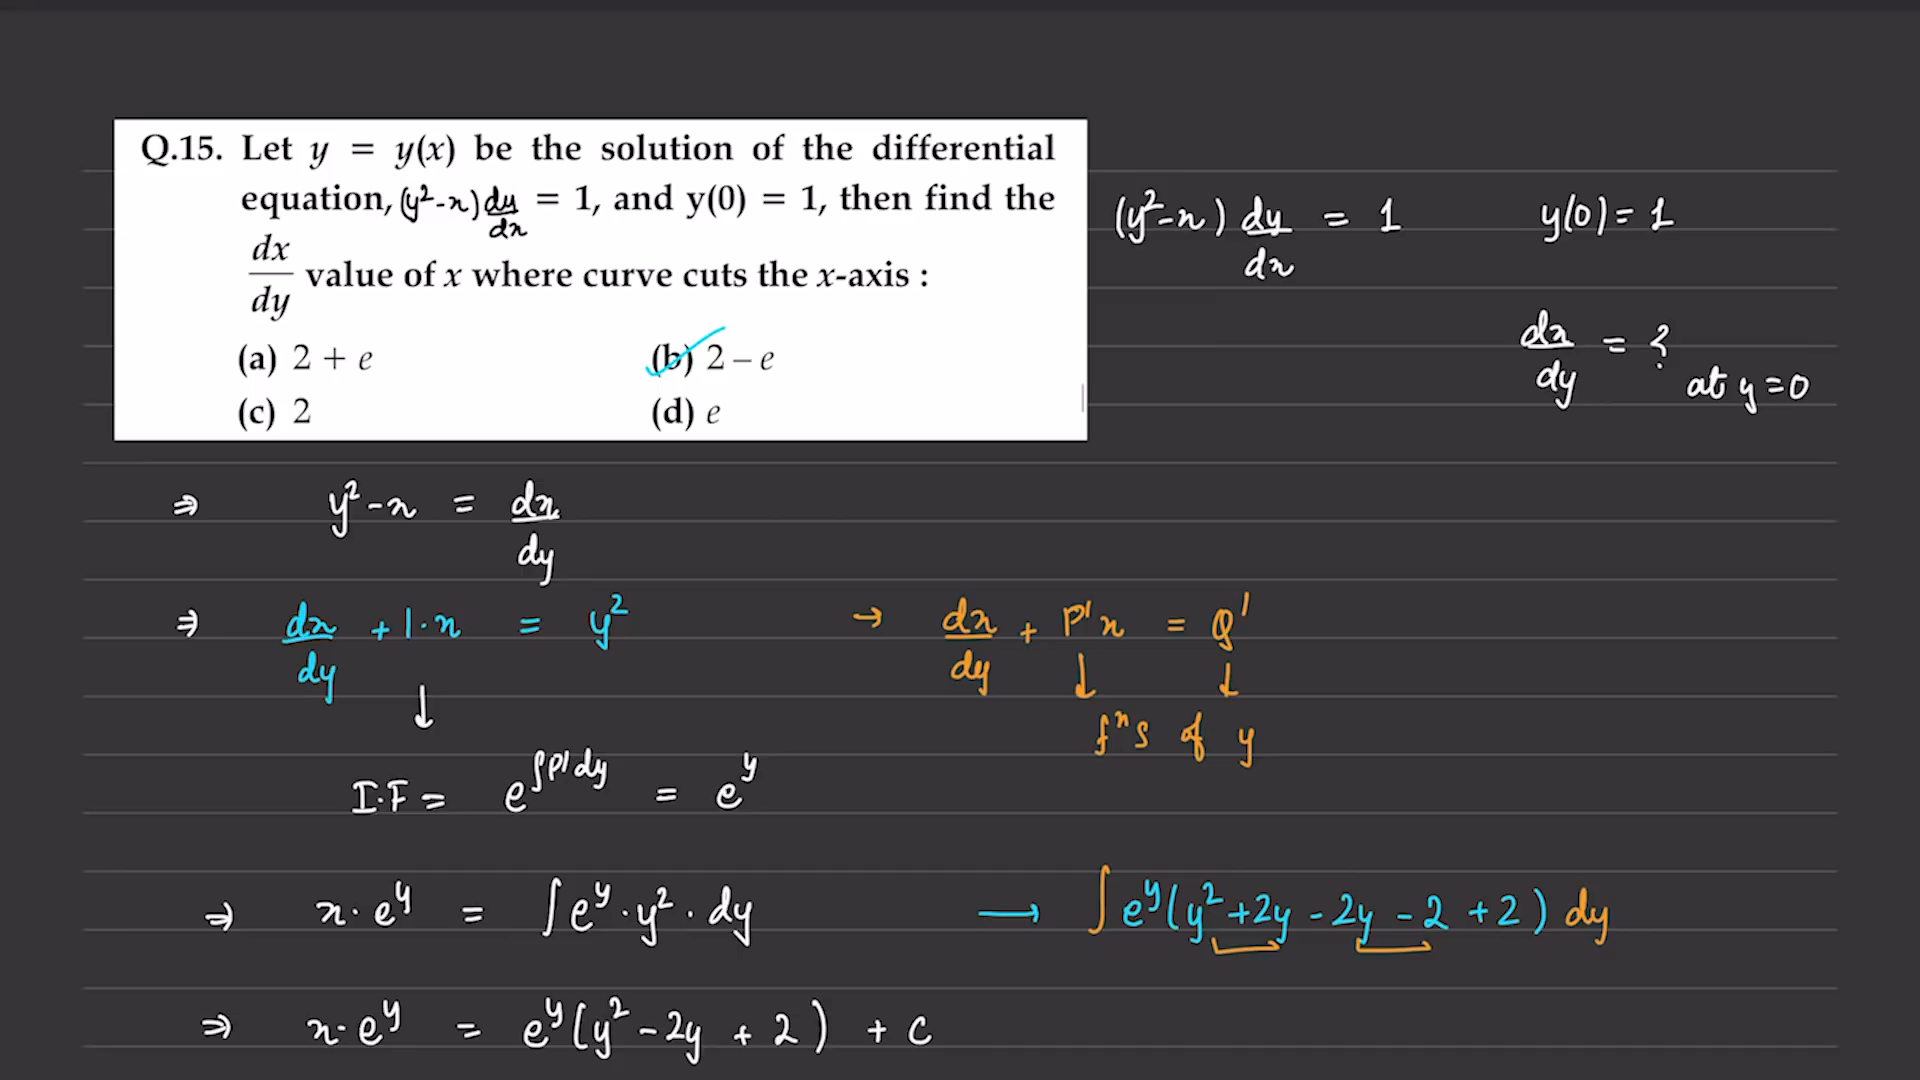 Q.15. Let y = y(x) be the solution of the differential
equation, (y²-x) dy/dx = 1, and y(0) = 1, then find the
dx/dy value of x where curve cuts the x-axis :
(a) 2 + e (b) 2 – e
(c) 2 (d) e
(y²-x) dy/dx = 1 y(0) = 1
dx/dy = ? at y = 0
⇒ y²-x = dx/dy
⇒ dx/dy + 1·x = y² → dx/dy + P'x = Q'
↓ ↓ ↓
fⁿs of y
I.F = e^∫P'dy = e^y
⇒ x·e^y = ∫e^y·y²·dy ⟶ ∫e^y(y²+2y-2y-2+2) dy
⇒ x·e^y = e^y(y²-2y+2) + c